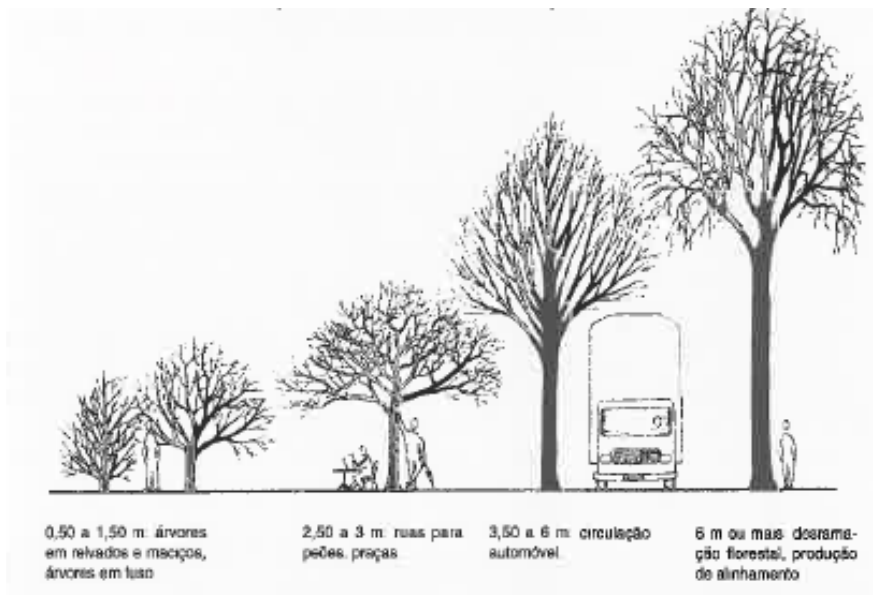 0,50 a 1,50 m: árvores
em relvados e maciços,
árvores em fuso
2,50 a 3 m: ruas para
peões, praças
3,50 a 6 m: circulação
automóvel.
6 m ou mais: desrama-
ção florestal, produção
de alinhamento